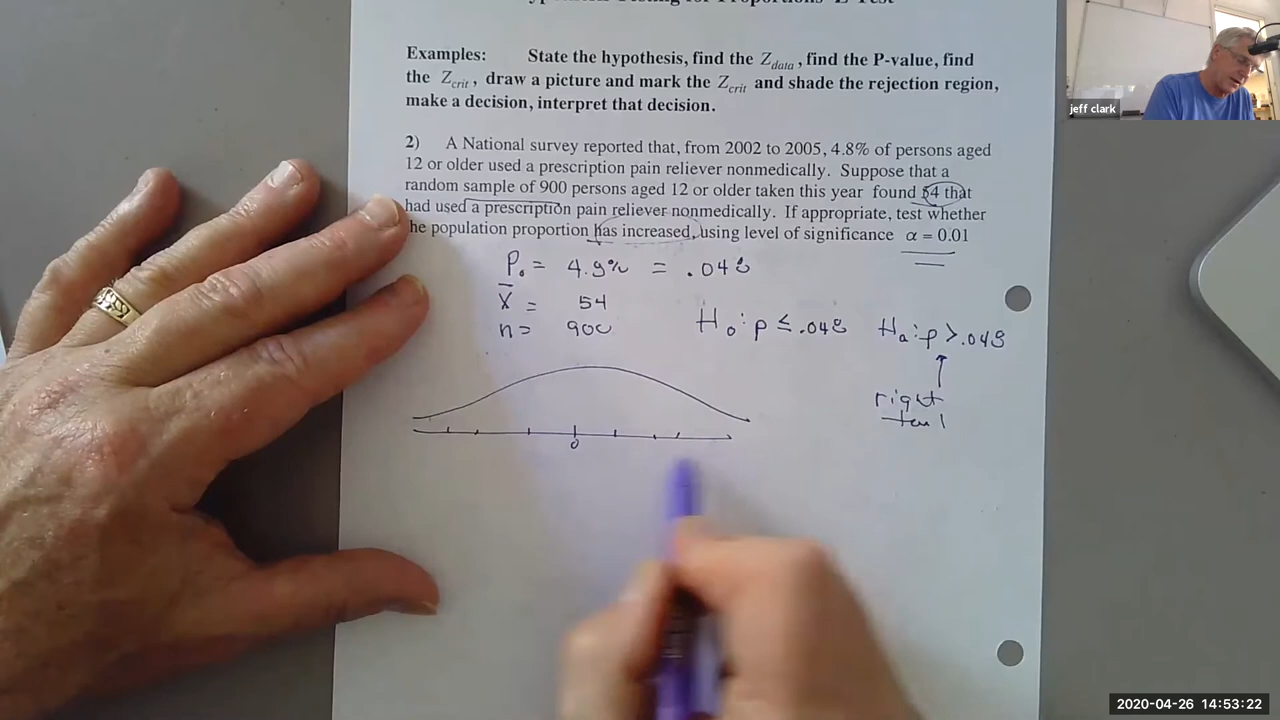 Examples: State the hypothesis, find the Z_data, find the P-value, find
the Z_crit, draw a picture and mark the Z_crit and shade the rejection region,
make a decision, interpret that decision.
2) A National survey reported that, from 2002 to 2005, 4.8% of persons aged
12 or older used a prescription pain reliever nonmedically. Suppose that a
random sample of 900 persons aged 12 or older taken this year found 54 that
had used a prescription pain reliever nonmedically. If appropriate, test whether
he population proportion has increased, using level of significance α = 0.01
P₀ = 4.8% = .048
x̄ = 54
n = 900
H₀: p ≤ .048 Hₐ: p > .048
right
tail
0
jeff clark
2020-04-26 14:53:22